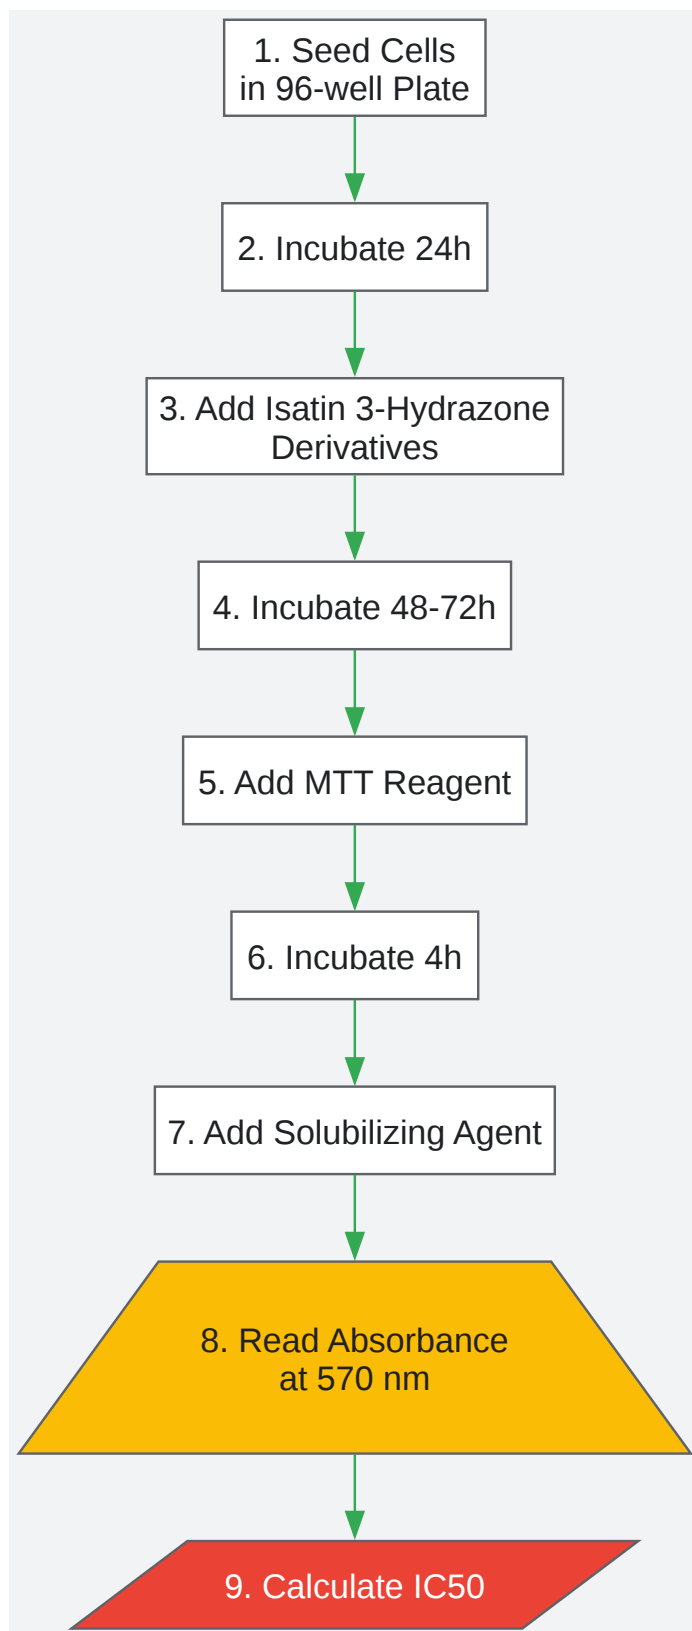 1. Seed Cells
in 96-well Plate
2. Incubate 24h
3. Add Isatin 3-Hydrazone
Derivatives
4. Incubate 48-72h
5. Add MTT Reagent
6. Incubate 4h
7. Add Solubilizing Agent
8. Read Absorbance
at 570 nm
9. Calculate IC50